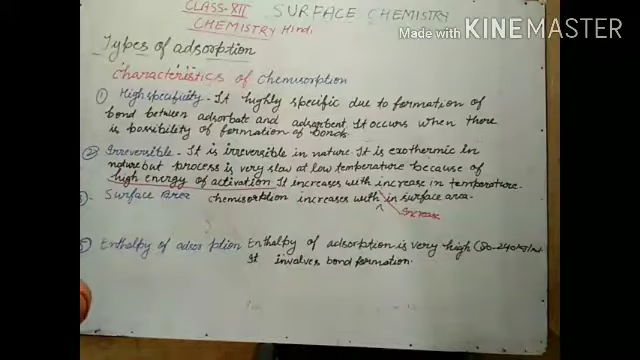 CLASS-XII SURFACE CHEMISTRY
CHEMISTRY Hindi
Made with KINEMASTER
Types of adsorption
Characteristics of chemisorption
① High specificity - It highly specific due to formation of
bond between adsorbate and adsorbent. It occurs when there
is possibility of formation of bonds.
② Irreversible - It is irreversible in nature. It is exothermic in
nature but process is very slow at low temperature because of
high energy of activation. It increases with increase in temperature.
Surface Area chemisorption increases with ^ in surface area.
Increase
Enthalpy of adsorption Enthalpy of adsorption is very high
It involves bond formation.